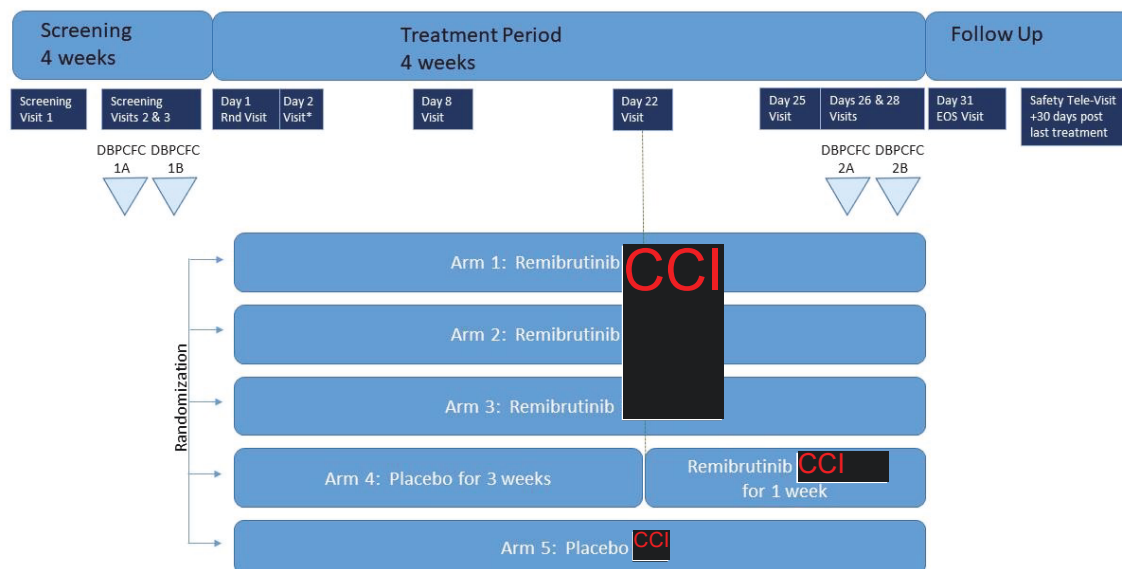 Screening
4 weeks
Treatment Period
4 weeks
Follow Up
Screening
Visit 1
Screening
Visits 2 & 3
Day 1
Rnd Visit
Day 2
Visit*
Day 8
Visit
Day 22
Visit
Day 25
Visit
Days 26 & 28
Visits
Day 31
EOS Visit
Safety Tele-Visit
+30 days post
last treatment
DBPCFC
1A
DBPCFC
1B
DBPCFC
2A
DBPCFC
2B
Randomization
Arm 1: Remibrutinib
CCI
Arm 2: Remibrutinib
Arm 3: Remibrutinib
Arm 4: Placebo for 3 weeks
Remibrutinib CCI
for 1 week
Arm 5: Placebo CCI